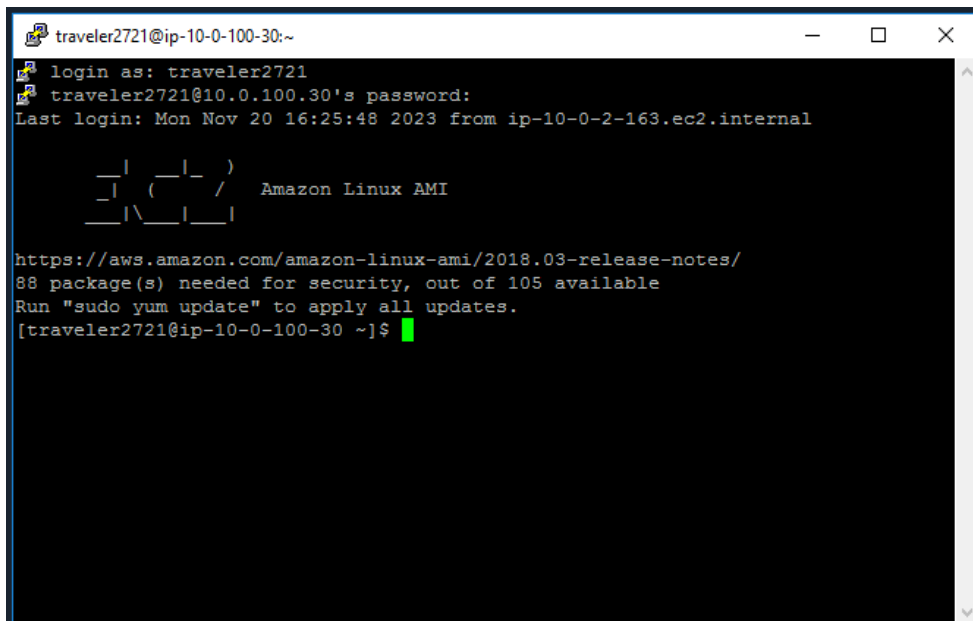 traveler2721@ip-10-0-100-30:~
login as: traveler2721
traveler2721@10.0.100.30's password:
Last login: Mon Nov 20 16:25:48 2023 from ip-10-0-2-163.ec2.internal
       __|  __|_  )
       _|  (     /   Amazon Linux AMI
      ___|\___|___|
https://aws.amazon.com/amazon-linux-ami/2018.03-release-notes/
88 package(s) needed for security, out of 105 available
Run "sudo yum update" to apply all updates.
[traveler2721@ip-10-0-100-30 ~]$